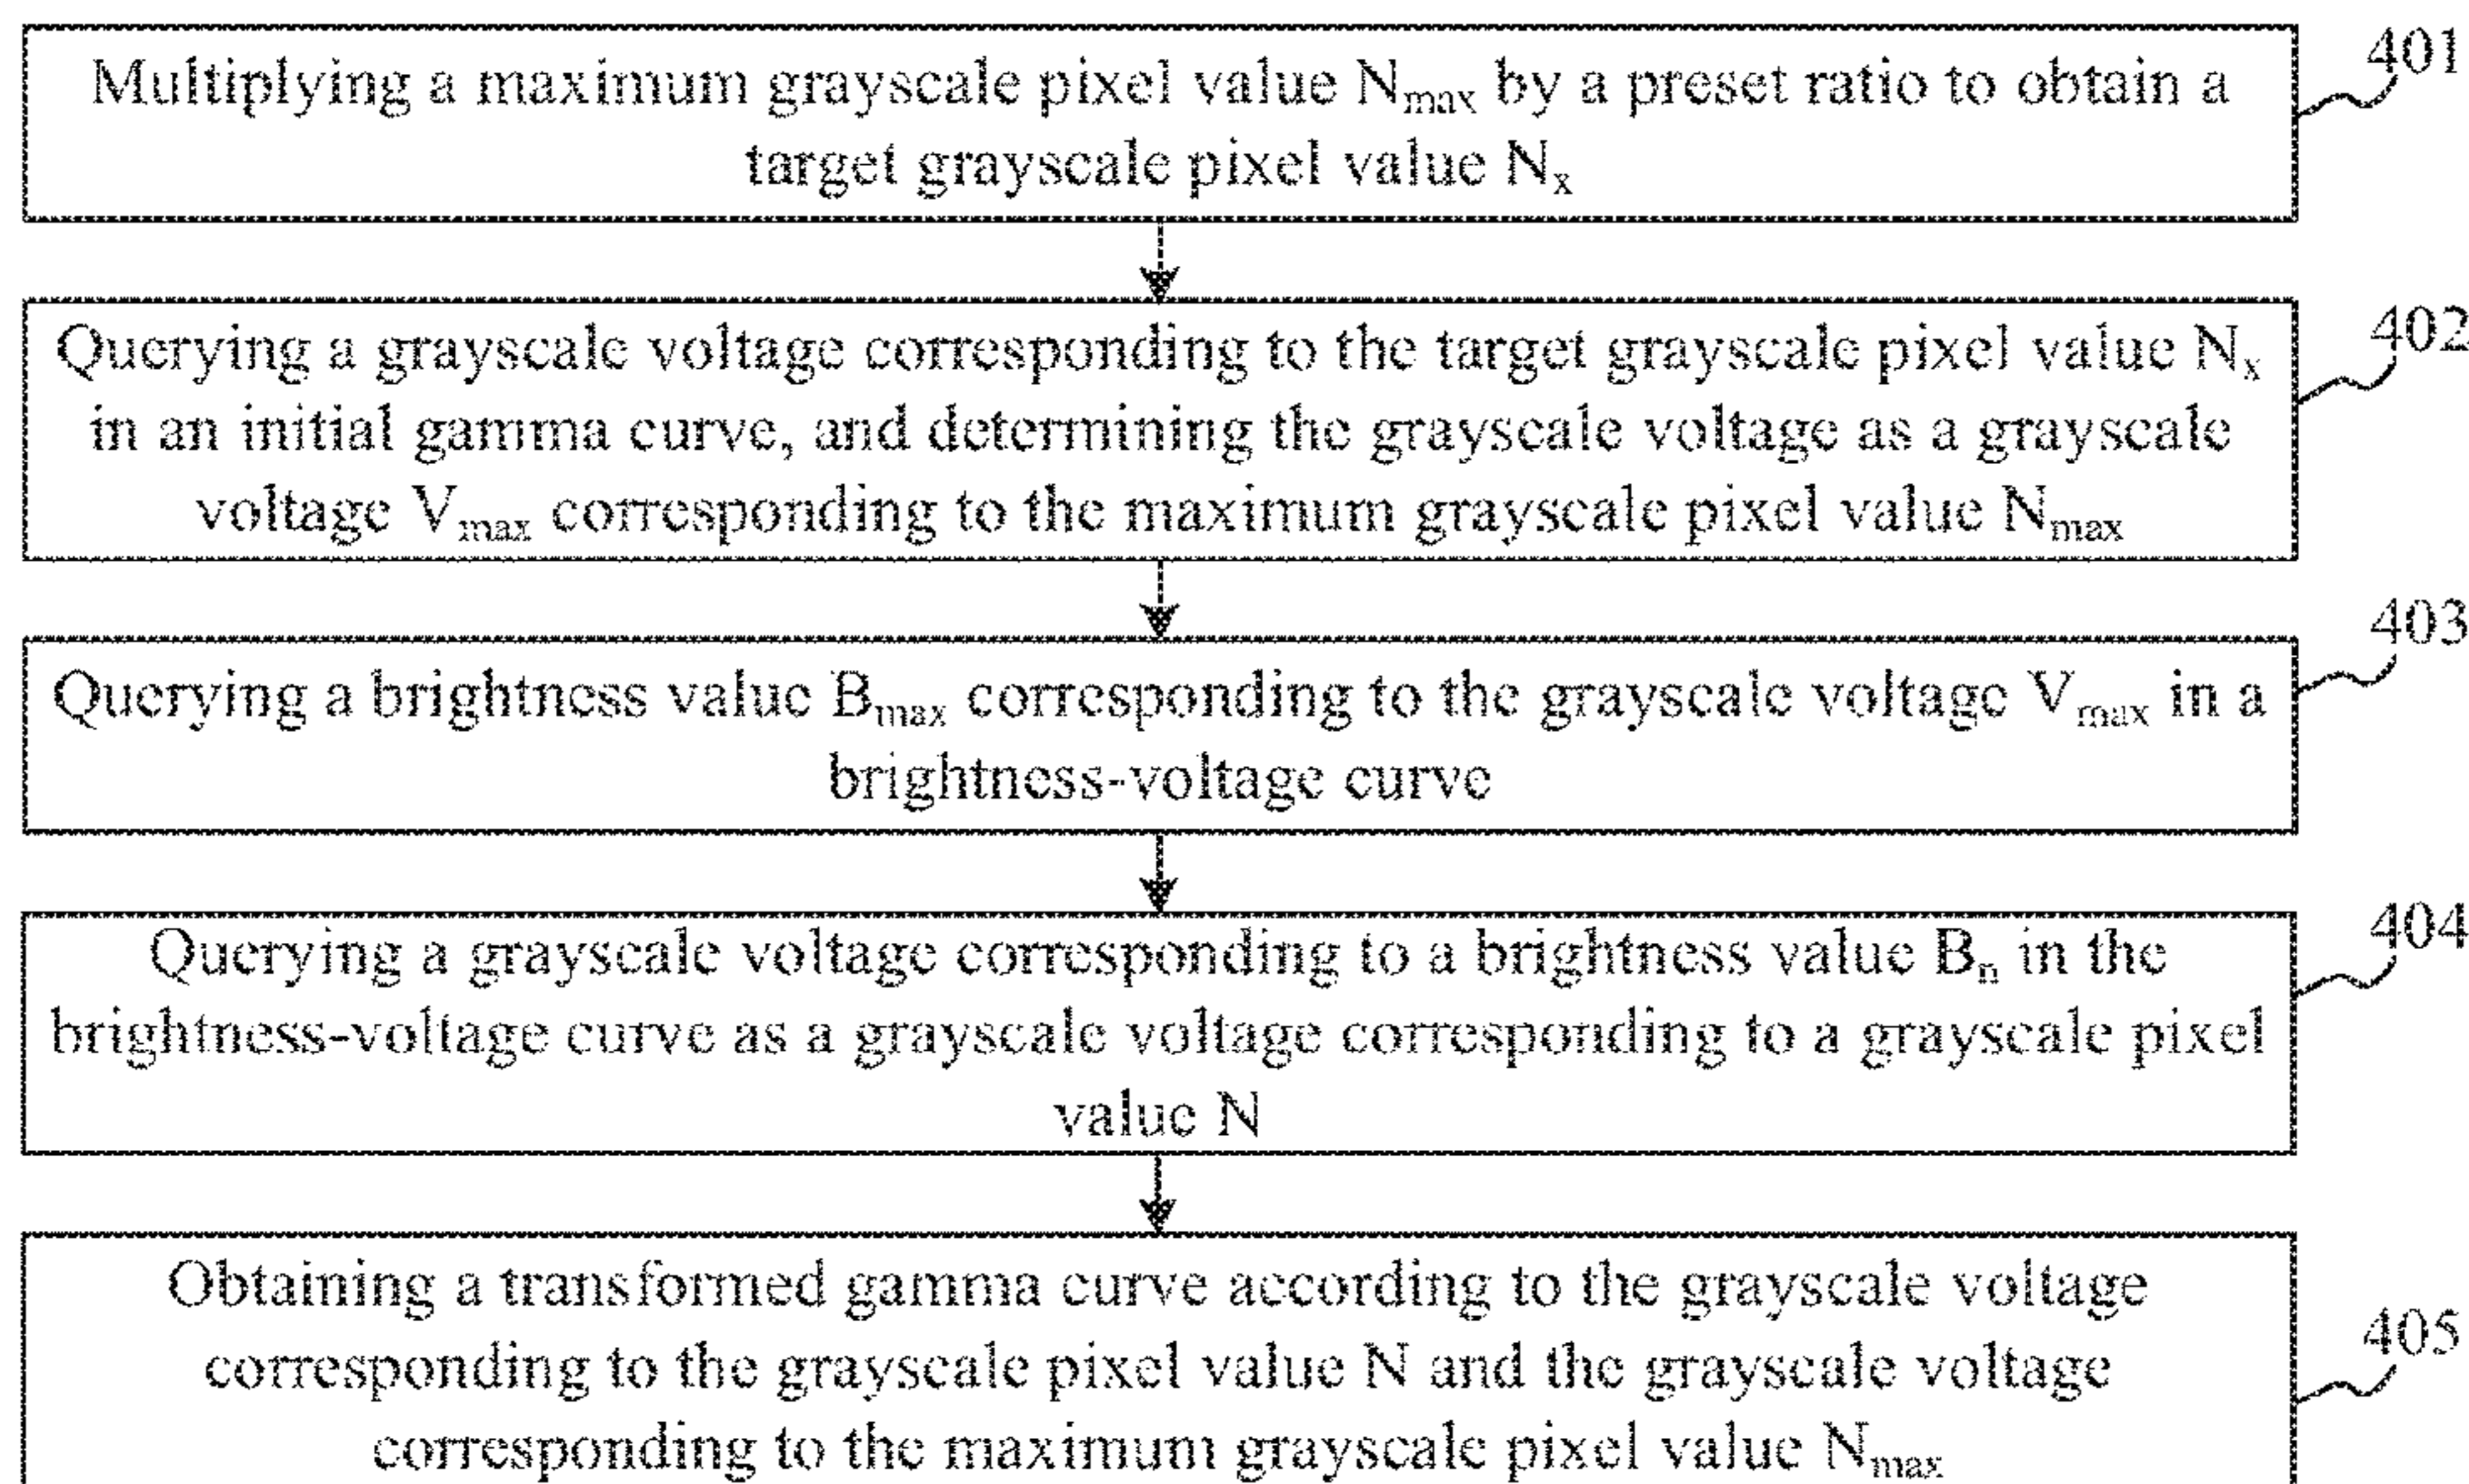 Multiplying a maximum grayscale pixel value Nmax by a preset ratio to obtain a
target grayscale pixel value Nx
401
Querying a grayscale voltage corresponding to the target grayscale pixel value Nx
in an initial gamma curve, and determining the grayscale voltage as a grayscale
voltage Vmax corresponding to the maximum grayscale pixel value Nmax
402
Querying a brightness value Bmax corresponding to the grayscale voltage Vmax in a
brightness-voltage curve
403
Querying a grayscale voltage corresponding to a brightness value Bn in the
brightness-voltage curve as a grayscale voltage corresponding to a grayscale pixel
value N
404
Obtaining a transformed gamma curve according to the grayscale voltage
corresponding to the grayscale pixel value N and the grayscale voltage
corresponding to the maximum grayscale pixel value Nmax
405